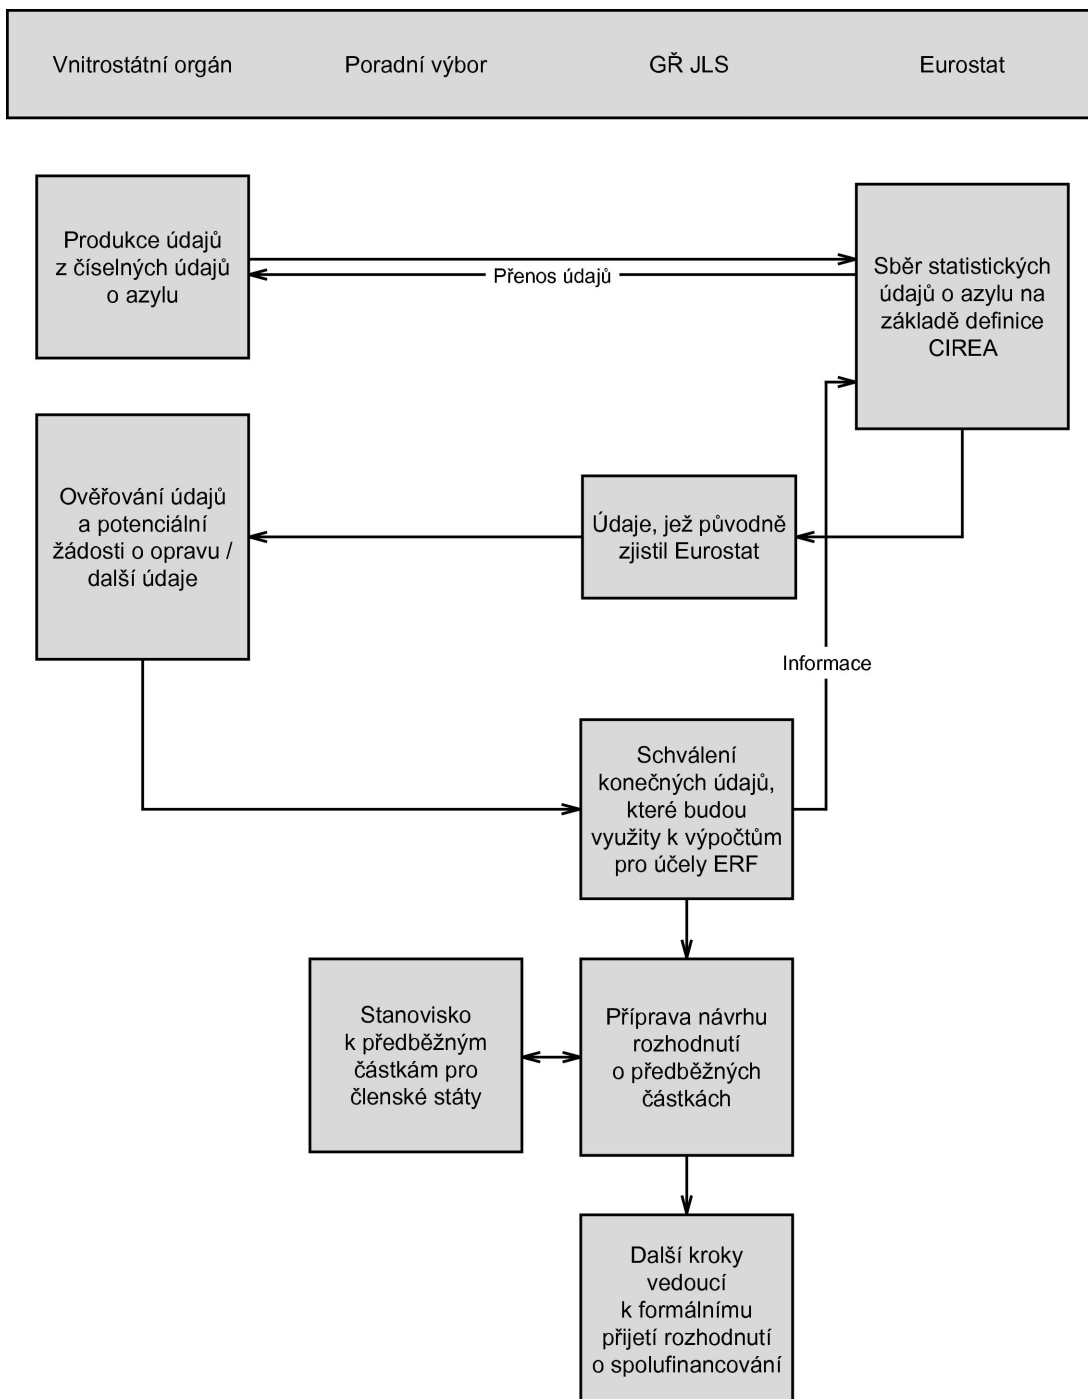 Vnitrostátní orgán Poradní výbor GŘ JLS Eurostat
Produkce údajů
z číselných údajů
o azylu
Přenos údajů
Sběr statistických
údajů o azylu na
základě definice
CIREA
Ověřování údajů
a potenciální
žádosti o opravu /
další údaje
Údaje, jež původně
zjistil Eurostat
Informace
Schválení
konečných údajů,
které budou
využity k výpočtům
pro účely ERF
Stanovisko
k předběžným
částkám pro
členské státy
Příprava návrhu
rozhodnutí
o předběžných
částkách
Další kroky
vedoucí
k formálnímu
přijetí rozhodnutí
o spolufinancování